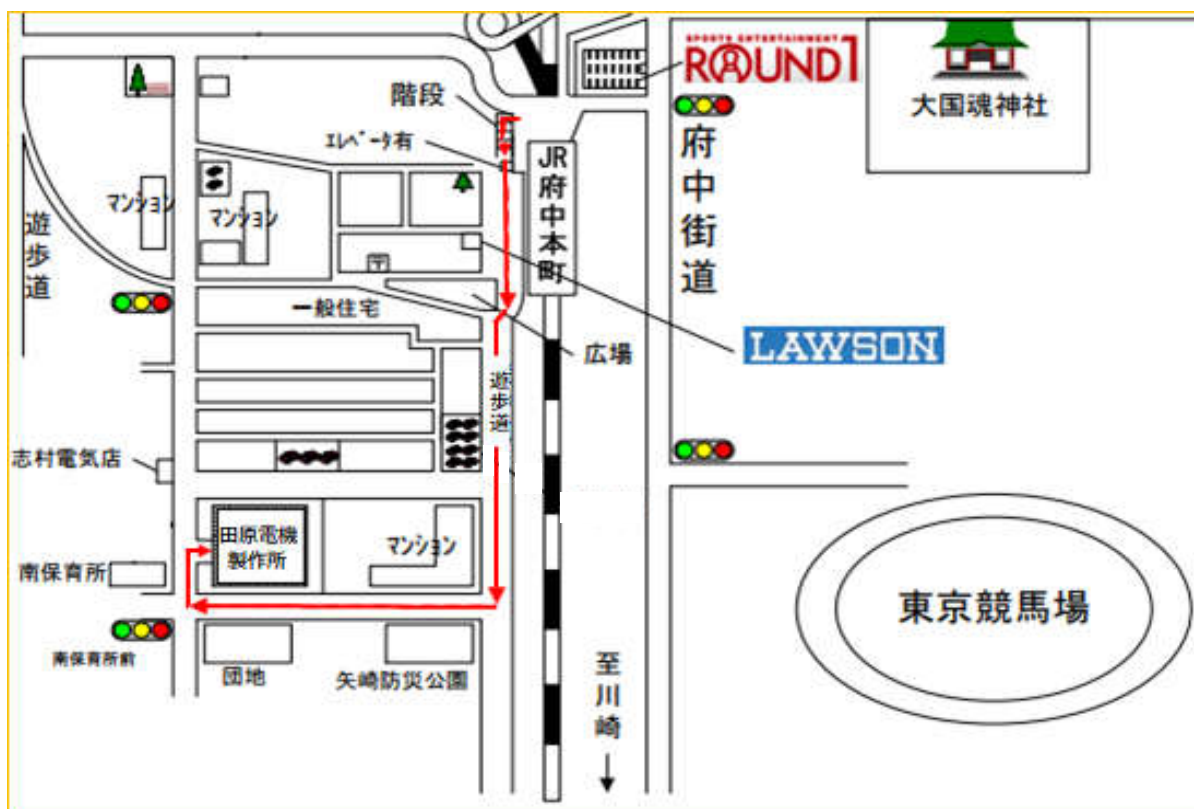 SPORTS ENTERTAINMENT
ROUND1
大国魂神社
階段
エレベータ有
JR府中本町
府中街道
マンション
マンション
遊歩道
〒
一般住宅
広場
LAWSON
遊歩道
志村電気店
田原電機
製作所
マンション
南保育所
東京競馬場
南保育所前
団地
矢崎防災公園
至川崎